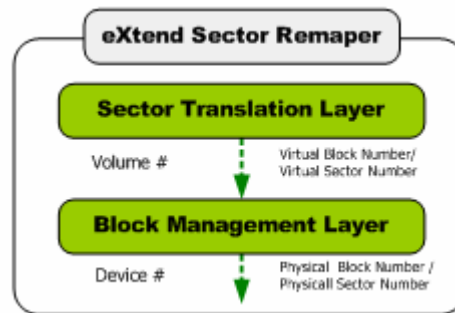 eXtend Sector Remaper
Sector Translation Layer
Volume #
Virtual Block Number/
Virtual Sector Number
Block Management Layer
Device #
Physical Block Number /
Physicall Sector Number